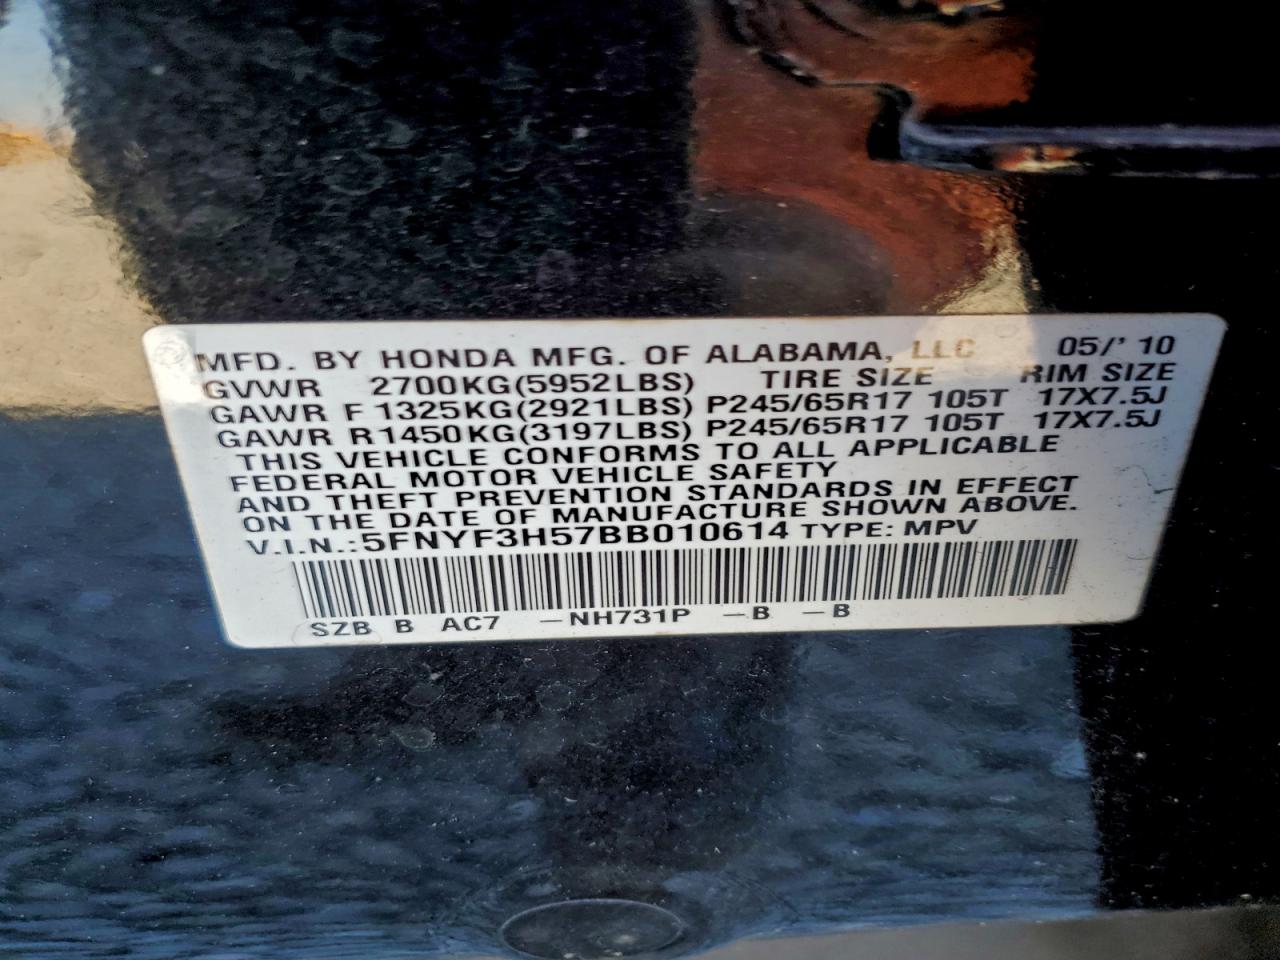 MFD. BY HONDA MFG. OF ALABAMA, LLC 05/'10
GVWR 2700KG(5952LBS) TIRE SIZE RIM SIZE
GAWR F 1325KG(2921LBS) P245/65R17 105T 17X7.5J
GAWR R 1450KG(3197LBS) P245/65R17 105T 17X7.5J
THIS VEHICLE CONFORMS TO ALL APPLICABLE
FEDERAL MOTOR VEHICLE SAFETY
AND THEFT PREVENTION STANDARDS IN EFFECT
ON THE DATE OF MANUFACTURE SHOWN ABOVE.
V.I.N.:5FNYF3H57BB010614 TYPE: MPV
SZB B AC7 -NH731P -B -B